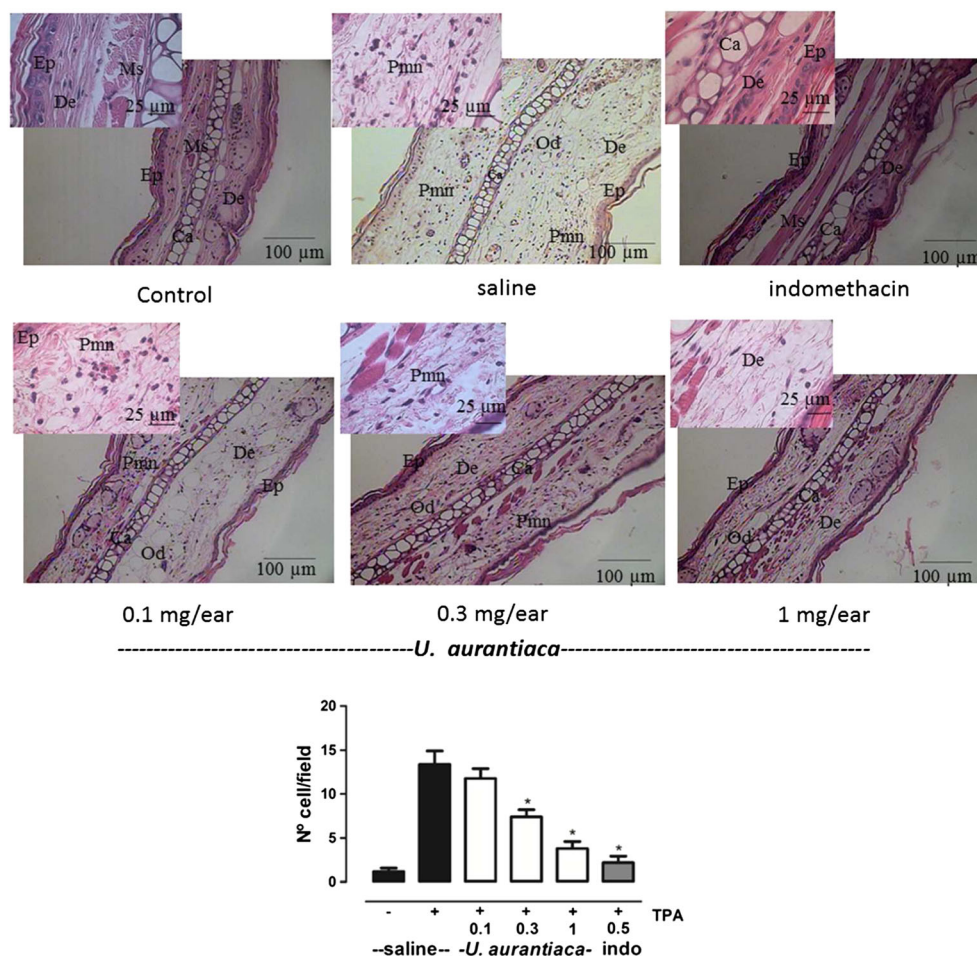 Ep Ms
De
25 µm
Ms
Ep
De
Ca
100 µm
Control
Pmn
25 µm
Od De
Ca
Pmn Ep
Pmn
100 µm
saline
Ca Ep
De
25 µm
Ep
De
Ms Ca
100 µm
indomethacin
Ep Pmn
25 µm
Pmn De
Ep
Ca
Od
100 µm
0.1 mg/ear
Pmn
25 µm
Ep De Ca
Od
Pmn
100 µm
0.3 mg/ear
De
25 µm
Ep
Ca
Od De
100 µm
1 mg/ear
U. aurantiaca
Nº cell/field
20
15
10
5
0
* * *
- + + + + + TPA
0.1 0.3 1 0.5
--saline-- -U. aurantiaca- indo